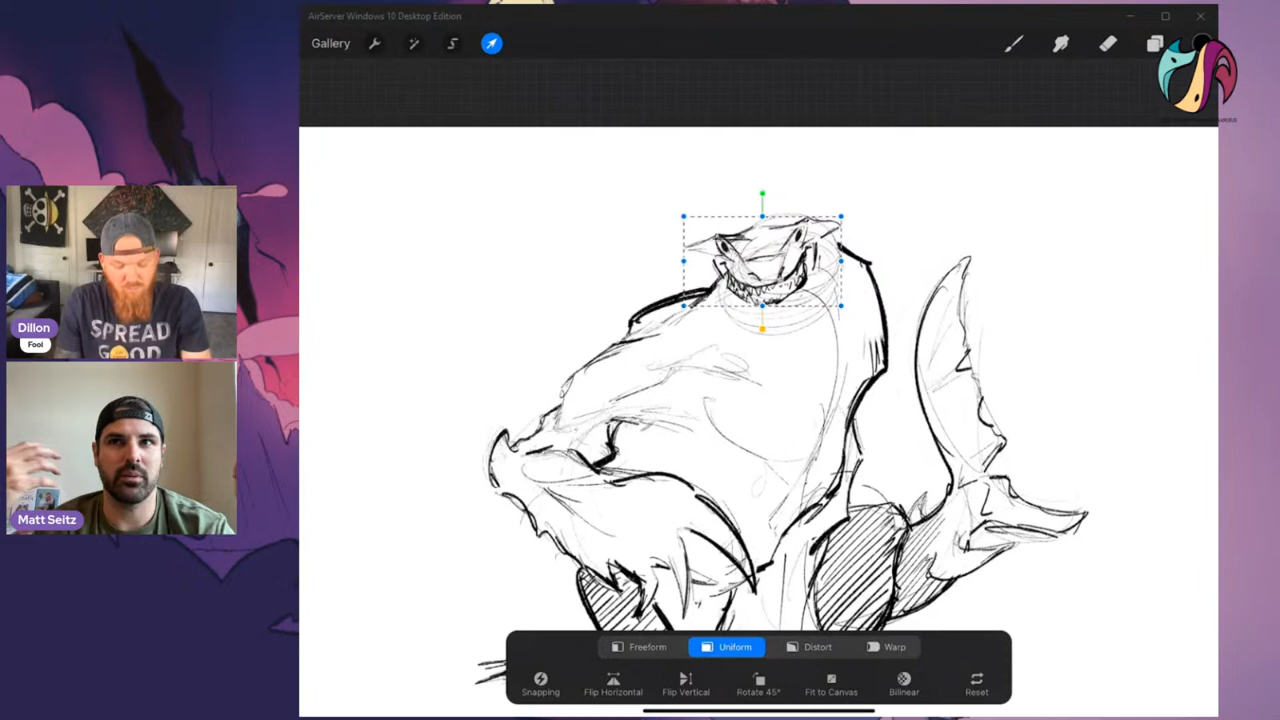 AirServer Windows 10 Desktop Edition
Gallery
Dillon
Fool
SPREAD
GOOD
Matt Seitz
Freeform
Uniform
Distort
Warp
Snapping
Flip Horizontal
Flip Vertical
Rotate 45°
Fit to Canvas
Bilinear
Reset